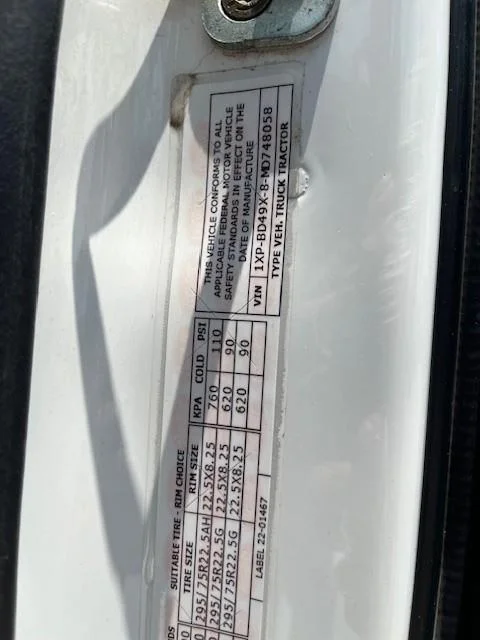 DS
SUITABLE TIRE - RIM CHOICE
TIRE SIZE RIM SIZE KPA COLD PSI
0 295/75R22.5AH 22.5X8.25 760 110
0 295/75R22.5G 22.5X8.25 620 90
295/75R22.5G 22.5X8.25 620 90
LABEL 22-01467
THIS VEHICLE CONFORMS TO ALL
APPLICABLE FEDERAL MOTOR VEHICLE
SAFETY STANDARDS IN EFFECT ON THE
DATE OF MANUFACTURE
VIN 1XP-BD49X-8-MD748058
TYPE VEH. TRUCK TRACTOR